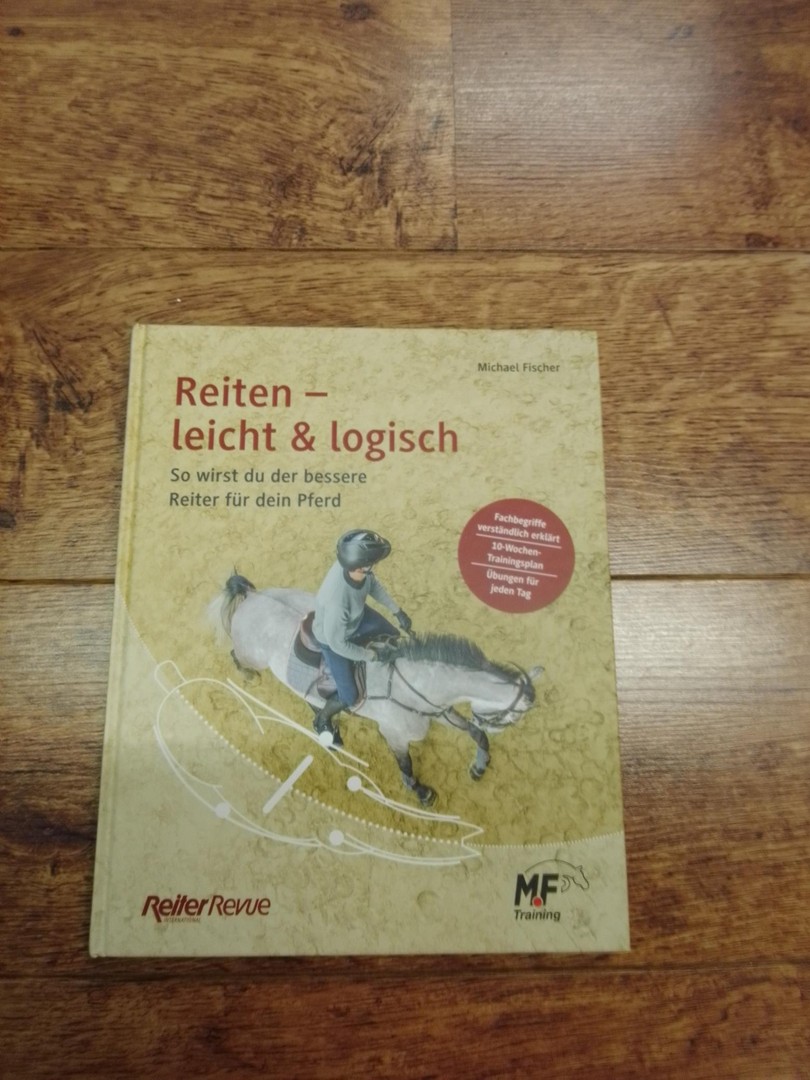 Michael Fischer
Reiten –
leicht & logisch
So wirst du der bessere
Reiter für dein Pferd
Fachbegriffe
verständlich erklärt
10-Wochen-
Trainingsplan
Übungen für
jeden Tag
ReiterRevue
INTERNATIONAL
M.F
Training